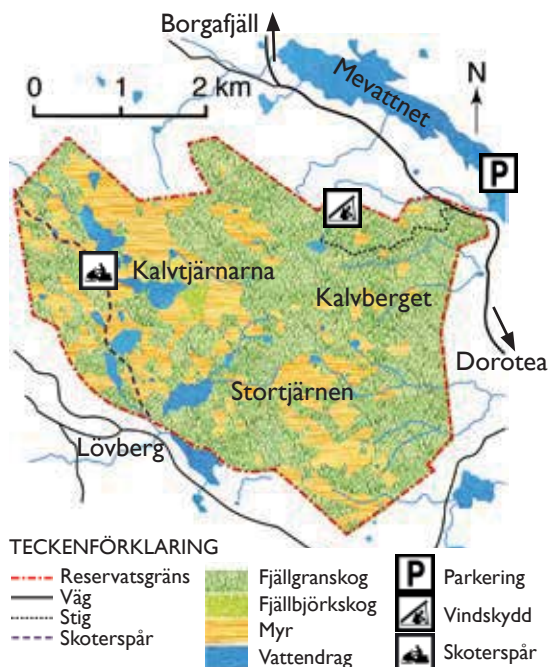 Borgafjäll
0 1 2 km
Mevattnet
N
P
Kalvtjärnarna
Kalvberget
Dorotea
Stortjärnen
Lövberg
TECKENFÖRKLARING
Reservatsgräns
Väg
Stig
Skoterspår
Fjällgranskog
Fjällbjörkskog
Myr
Vattendrag
P Parkering
Vindskydd
Skoterspår